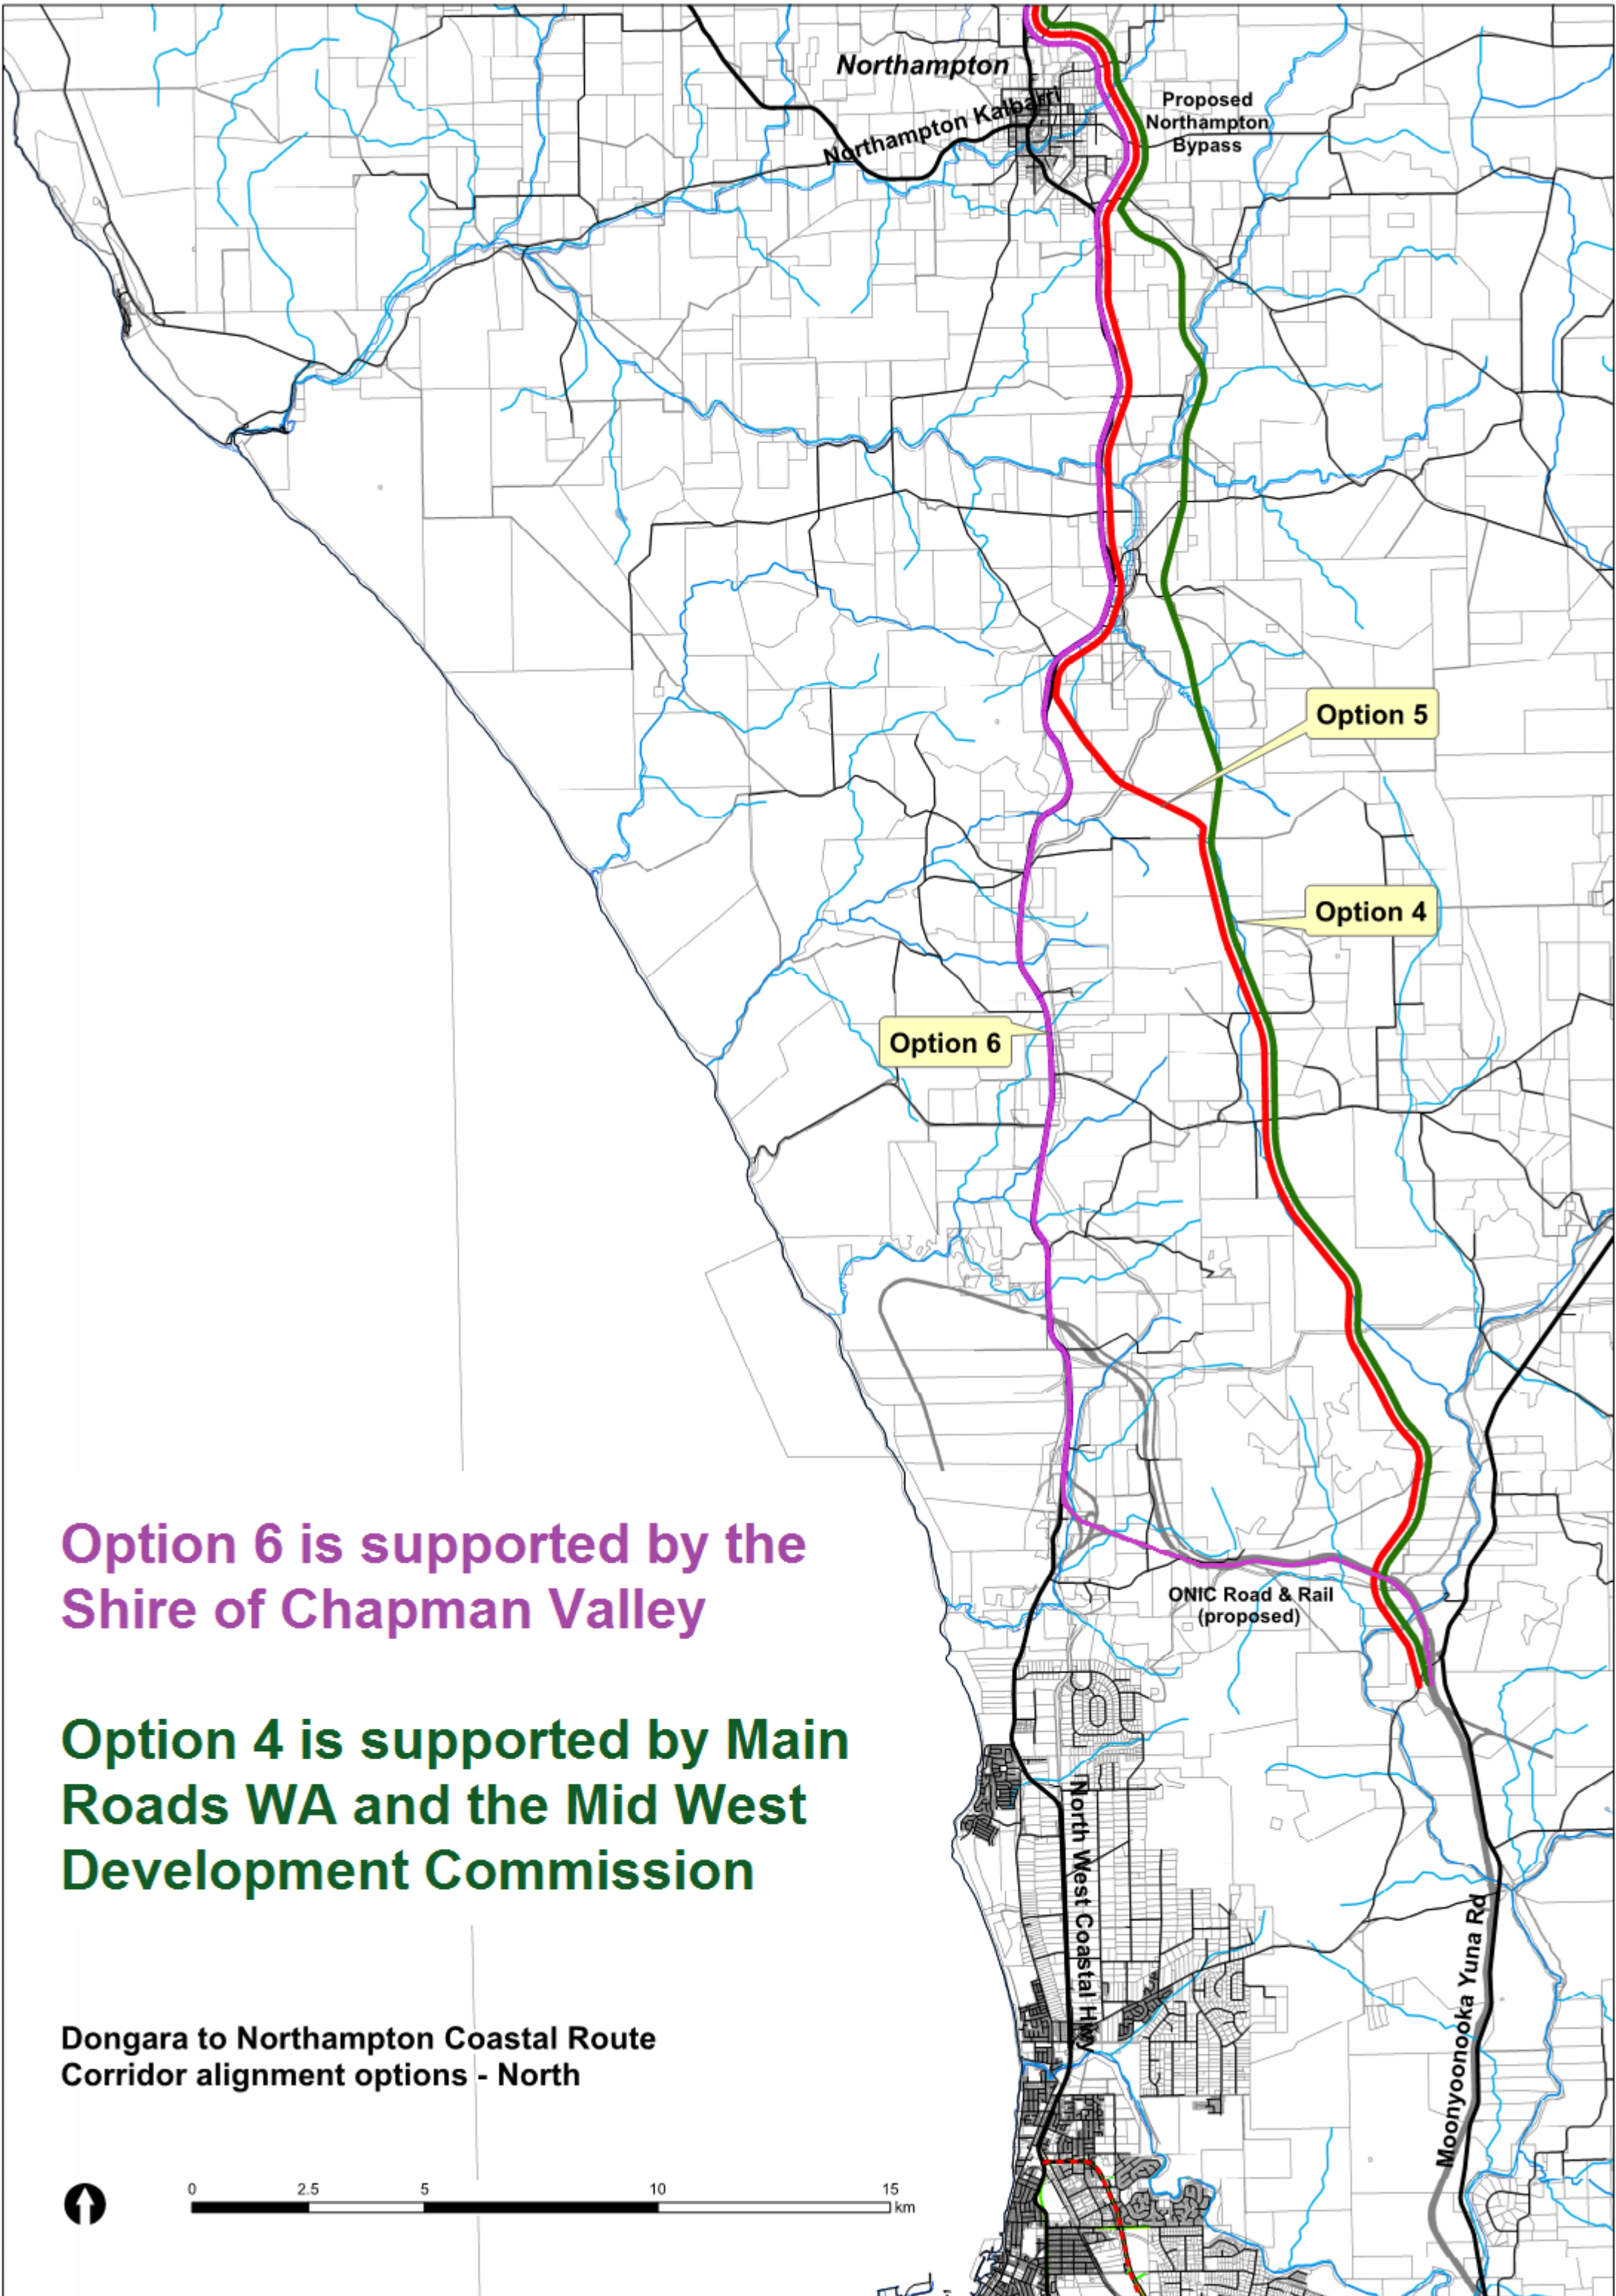 Northampton
Northampton Kalbarri
Proposed
Northampton
Bypass
Option 5
Option 4
Option 6
ONIC Road & Rail
(proposed)
Option 6 is supported by the
Shire of Chapman Valley
Option 4 is supported by Main
Roads WA and the Mid West
Development Commission
North West Coastal Hwy
Moonyoonooka Yuna Rd
Dongara to Northampton Coastal Route
Corridor alignment options - North
0 2.5 5 10 15
km